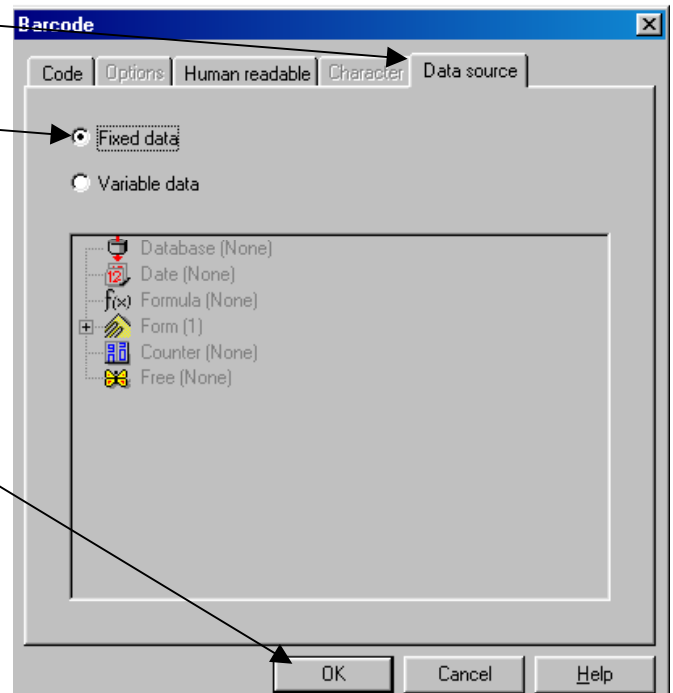 Barcode
Code Options Human readable Character Data source
Fixed data
Variable data
Database (None)
12 Date (None)
f(x) Formula (None)
Form (1)
Counter (None)
Free (None)
OK Cancel Help